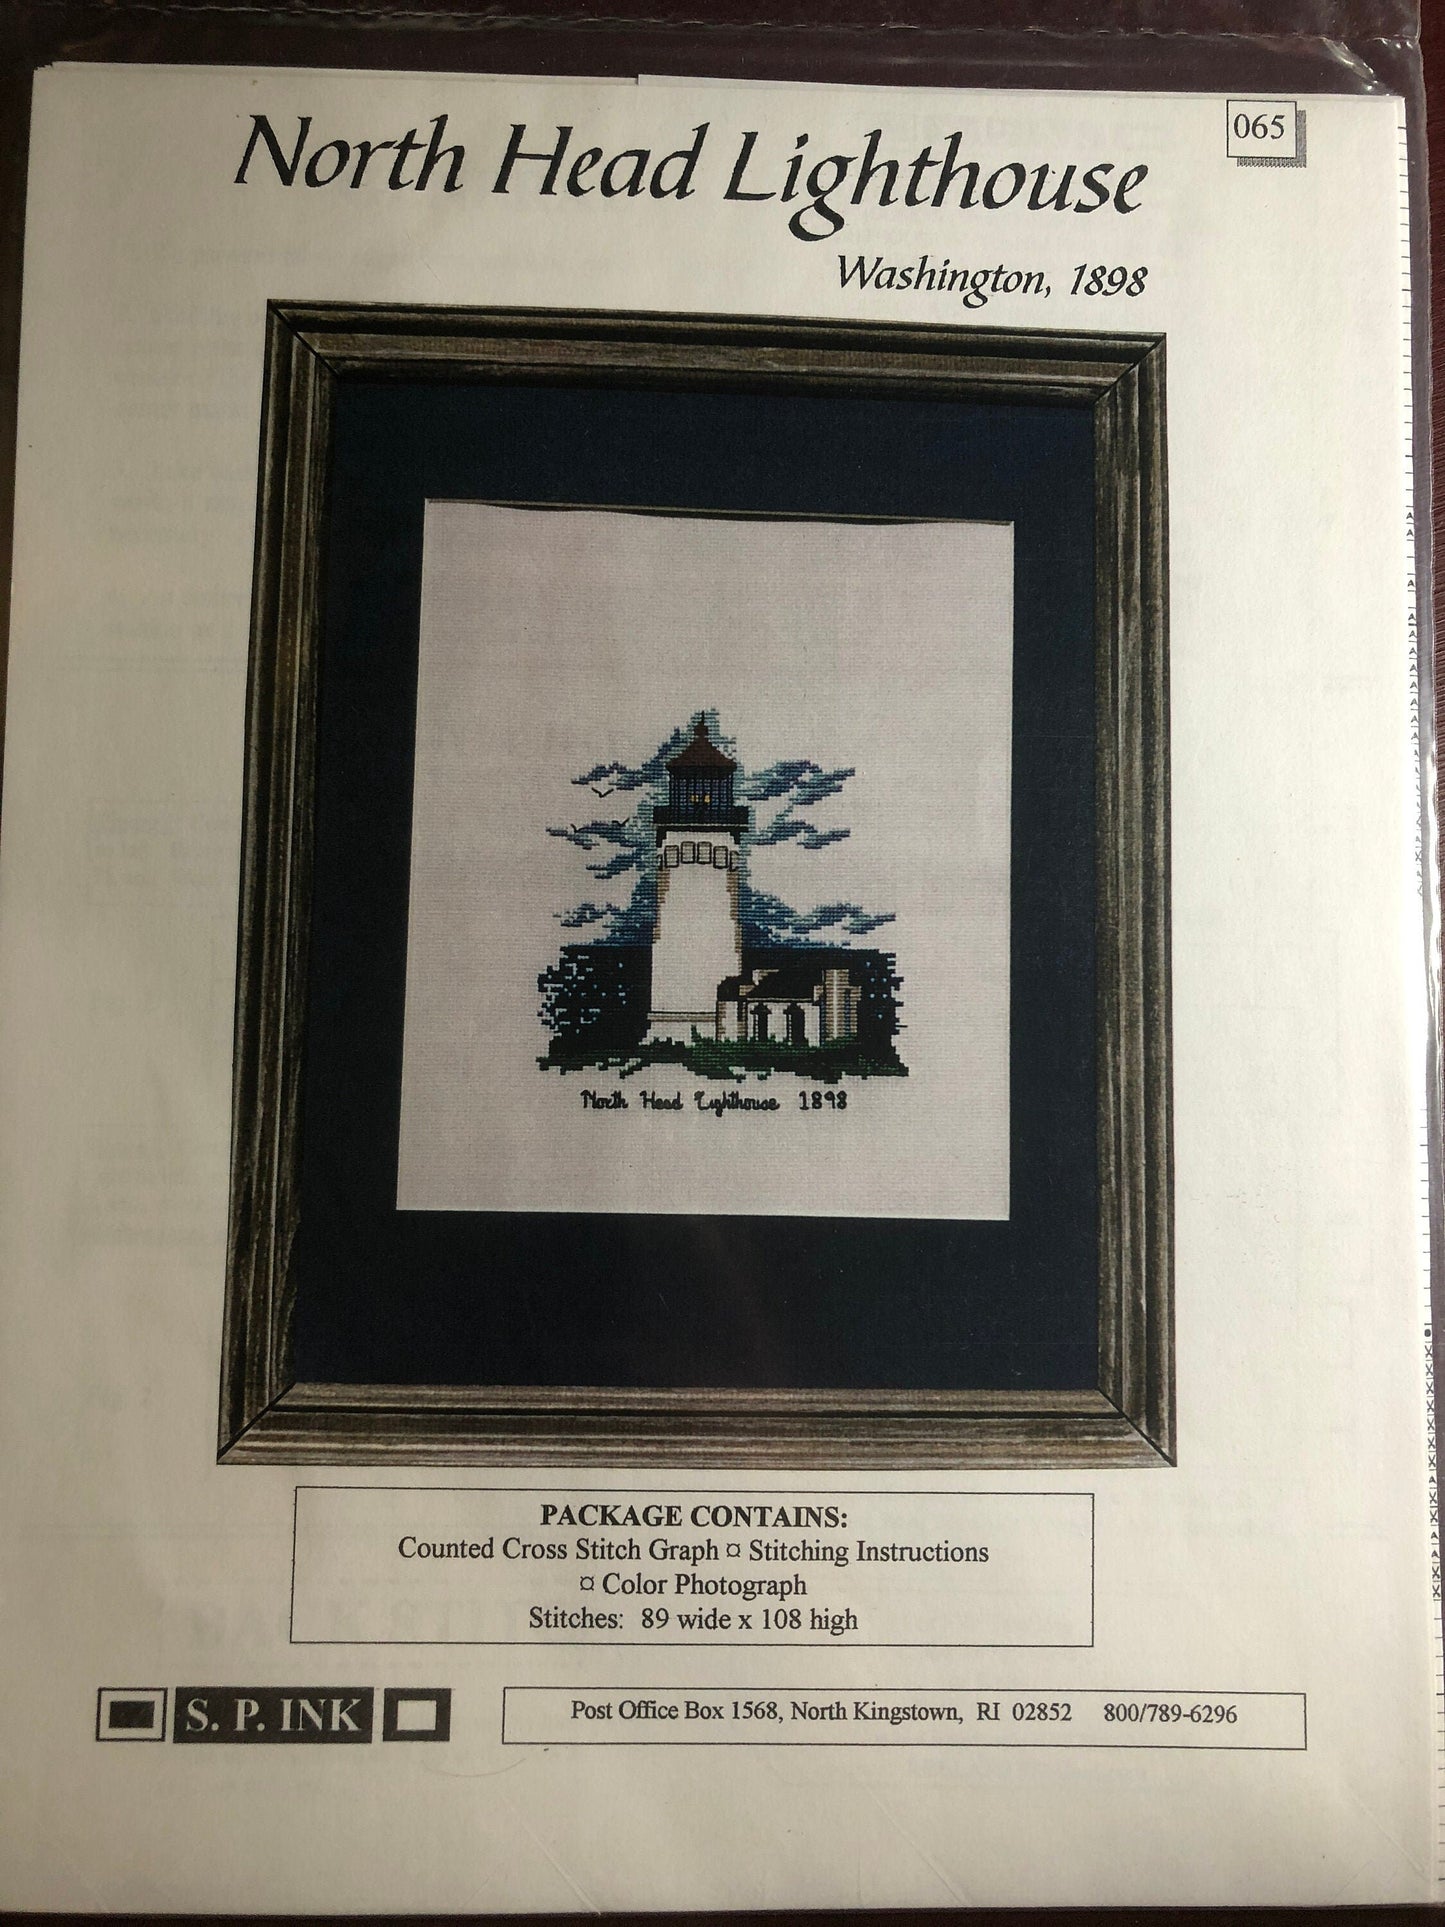 065
North Head Lighthouse
Washington, 1898
North Head Lighthouse 1898
PACKAGE CONTAINS:
Counted Cross Stitch Graph ¤ Stitching Instructions
¤ Color Photograph
Stitches: 89 wide x 108 high
S. P. INK
Post Office Box 1568, North Kingstown, RI 02852 800/789-6296